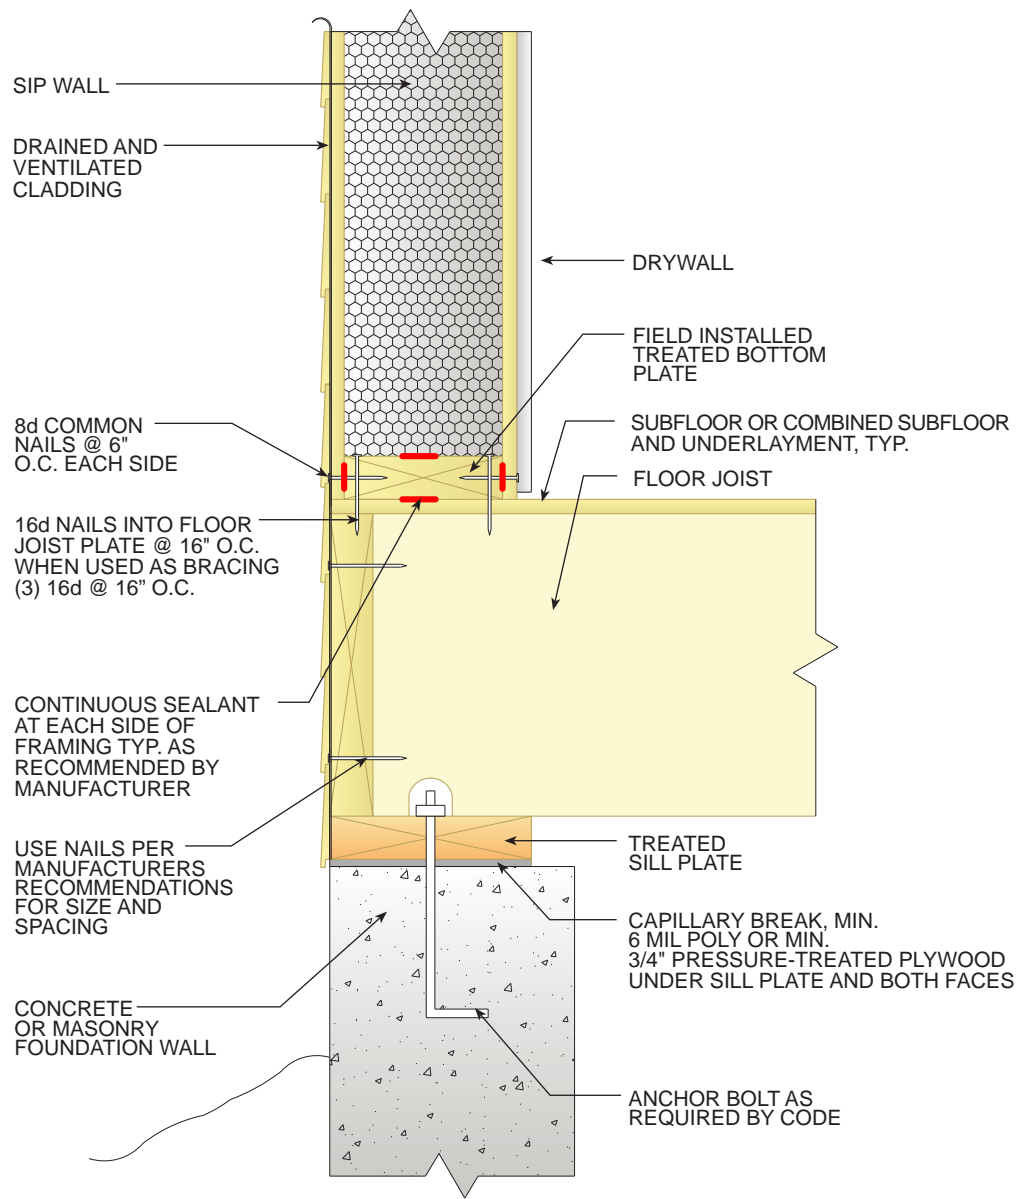 SIP WALL
DRAINED AND
VENTILATED
CLADDING
DRYWALL
FIELD INSTALLED
TREATED BOTTOM
PLATE
8d COMMON
NAILS @ 6"
O.C. EACH SIDE
SUBFLOOR OR COMBINED SUBFLOOR
AND UNDERLAYMENT, TYP.
FLOOR JOIST
16d NAILS INTO FLOOR
JOIST PLATE @ 16" O.C.
WHEN USED AS BRACING
(3) 16d @ 16” O.C.
CONTINUOUS SEALANT
AT EACH SIDE OF
FRAMING TYP. AS
RECOMMENDED BY
MANUFACTURER
USE NAILS PER
MANUFACTURERS
RECOMMENDATIONS
FOR SIZE AND
SPACING
TREATED
SILL PLATE
CAPILLARY BREAK, MIN.
6 MIL POLY OR MIN.
3/4" PRESSURE-TREATED PLYWOOD
UNDER SILL PLATE AND BOTH FACES
CONCRETE
OR MASONRY
FOUNDATION WALL
ANCHOR BOLT AS
REQUIRED BY CODE